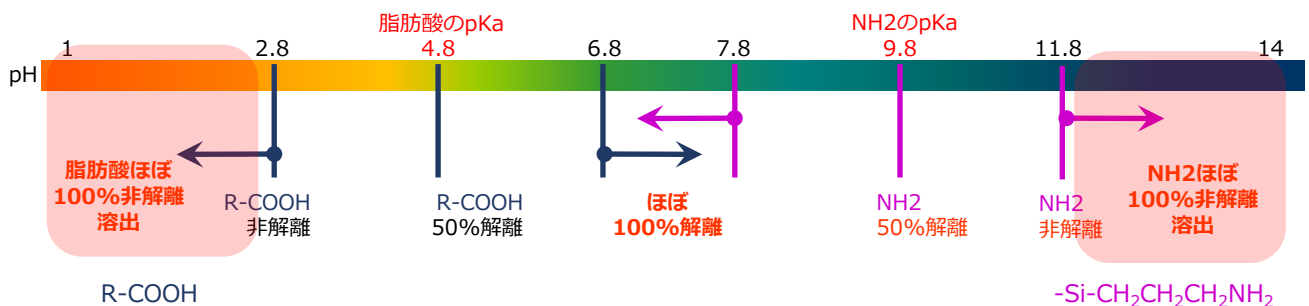 脂肪酸のpKa
NH2のpKa
1
2.8
4.8
6.8
7.8
9.8
11.8
14
pH
脂肪酸ほぼ
100%非解離
溶出
R-COOH
非解離
R-COOH
50%解離
ほぼ
100%解離
NH2
50%解離
NH2
非解離
NH2ほぼ
100%非解離
溶出
R-COOH
-Si-CH₂CH₂CH₂NH₂